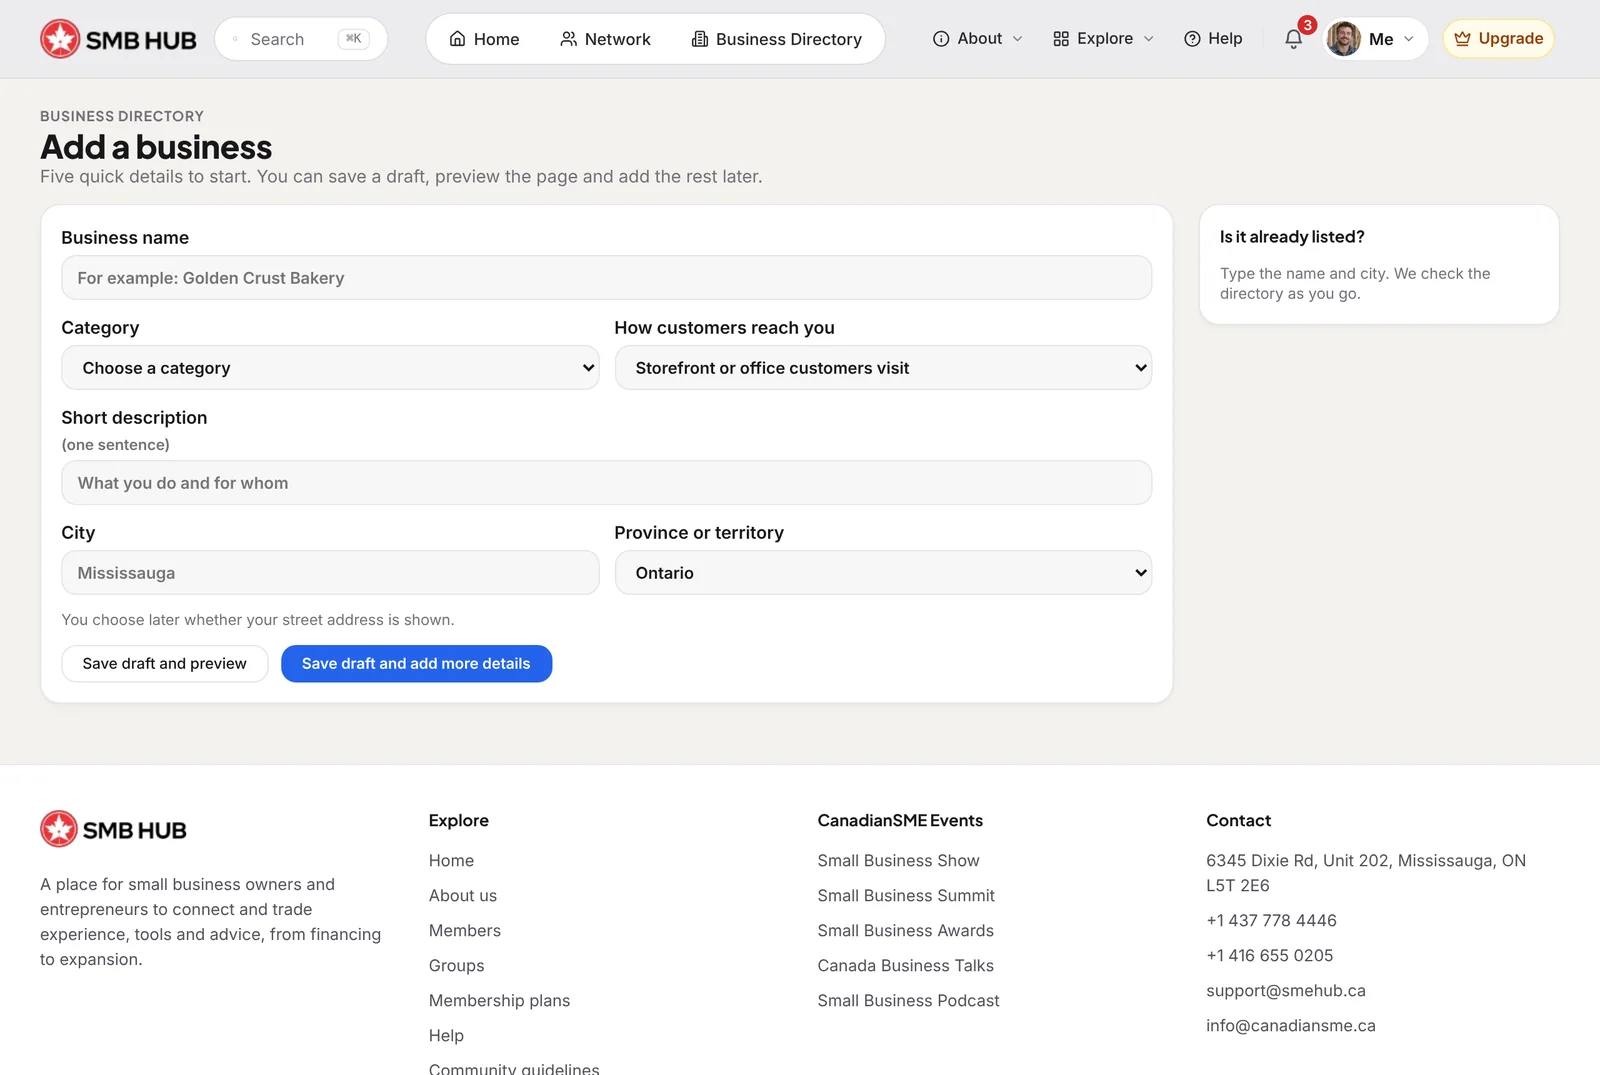 SMB HUB
Search
⌘K
Home
Network
Business Directory
About
Explore
Help
3
Me
Upgrade
BUSINESS DIRECTORY
Add a business
Five quick details to start. You can save a draft, preview the page and add the rest later.
Business name
For example: Golden Crust Bakery
Category
How customers reach you
Choose a category
Storefront or office customers visit
Short description
(one sentence)
What you do and for whom
City
Province or territory
Mississauga
Ontario
You choose later whether your street address is shown.
Save draft and preview
Save draft and add more details
Is it already listed?
Type the name and city. We check the
directory as you go.
SMB HUB
A place for small business owners and
entrepreneurs to connect and trade
experience, tools and advice, from financing
to expansion.
Explore
Home
About us
Members
Groups
Membership plans
Help
Community guidelines
CanadianSME Events
Small Business Show
Small Business Summit
Small Business Awards
Canada Business Talks
Small Business Podcast
Contact
6345 Dixie Rd, Unit 202, Mississauga, ON
L5T 2E6
+1 437 778 4446
+1 416 655 0205
support@smehub.ca
info@canadiansme.ca